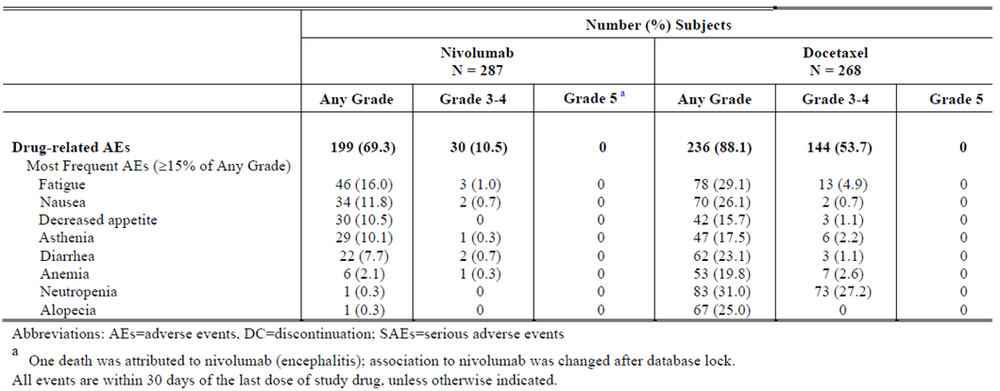 Number (%) Subjects
Nivolumab Docetaxel
N = 287 N = 268
Any Grade Grade 3-4 Grade 5 a Any Grade Grade 3-4 Grade 5
Drug-related AEs 199 (69.3) 30 (10.5) 0 236 (88.1) 144 (53.7) 0
Most Frequent AEs (≥15% of Any Grade)
Fatigue 46 (16.0) 3 (1.0) 0 78 (29.1) 13 (4.9) 0
Nausea 34 (11.8) 2 (0.7) 0 70 (26.1) 2 (0.7) 0
Decreased appetite 30 (10.5) 0 0 42 (15.7) 3 (1.1) 0
Asthenia 29 (10.1) 1 (0.3) 0 47 (17.5) 6 (2.2) 0
Diarrhea 22 (7.7) 2 (0.7) 0 62 (23.1) 3 (1.1) 0
Anemia 6 (2.1) 1 (0.3) 0 53 (19.8) 7 (2.6) 0
Neutropenia 1 (0.3) 0 0 83 (31.0) 73 (27.2) 0
Alopecia 1 (0.3) 0 0 67 (25.0) 0 0
Abbreviations: AEs=adverse events, DC=discontinuation; SAEs=serious adverse events
a One death was attributed to nivolumab (encephalitis); association to nivolumab was changed after database lock.
All events are within 30 days of the last dose of study drug, unless otherwise indicated.